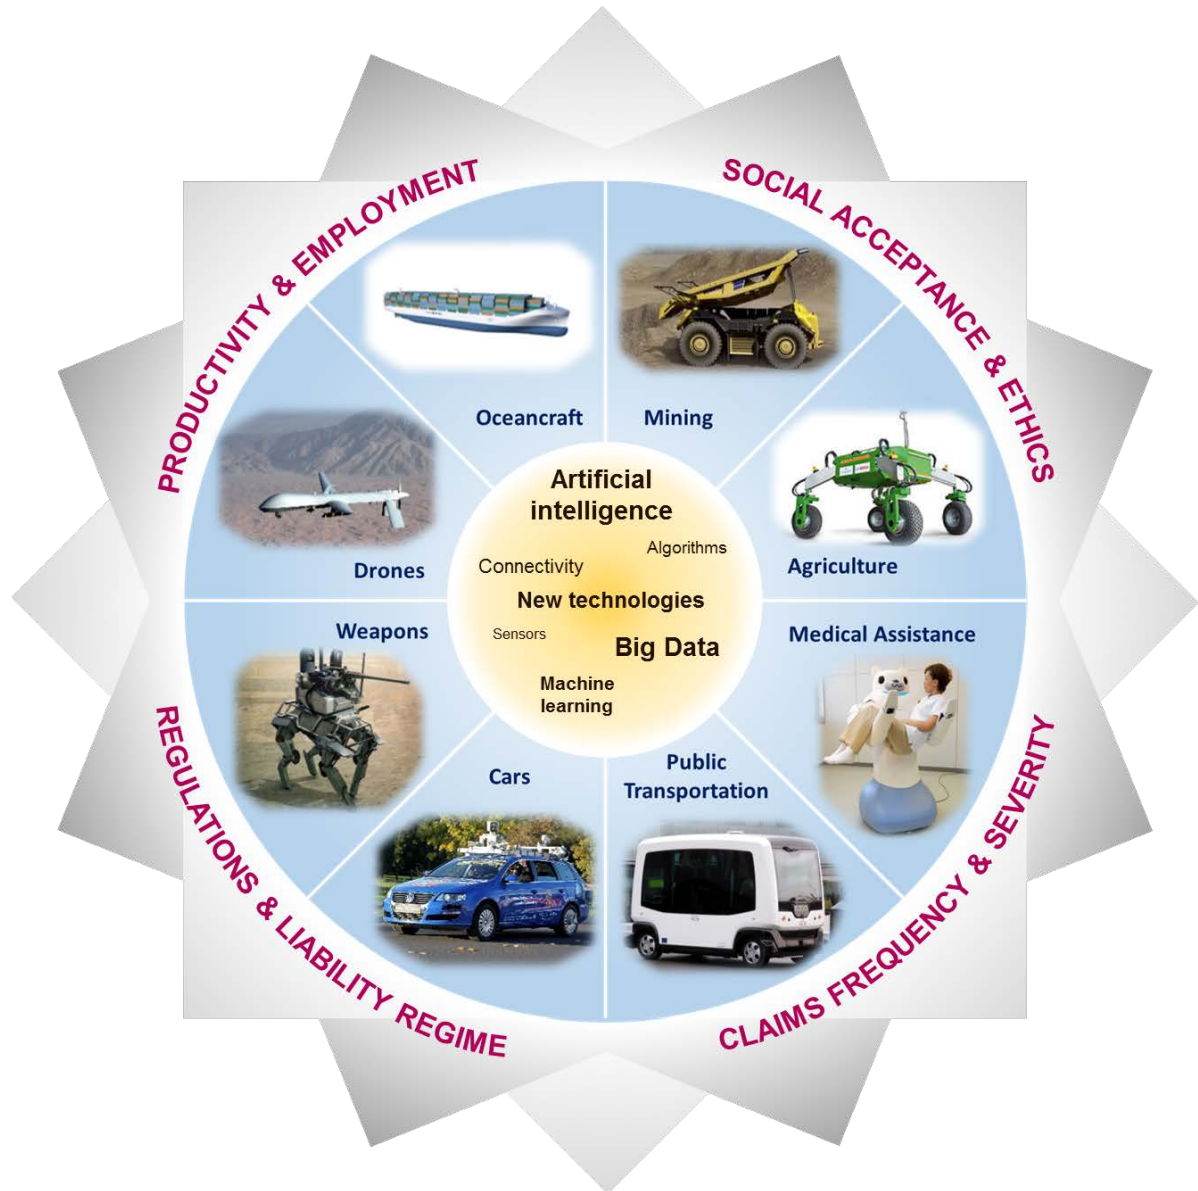 PRODUCTIVITY & EMPLOYMENT
SOCIAL ACCEPTANCE & ETHICS
Oceancraft
Mining
Drones
Agriculture
Artificial
intelligence
Algorithms
Connectivity
New technologies
Sensors
Big Data
Machine
learning
Weapons
Medical Assistance
Cars
Public
Transportation
REGULATIONS & LIABILITY REGIME
CLAIMS FREQUENCY & SEVERITY